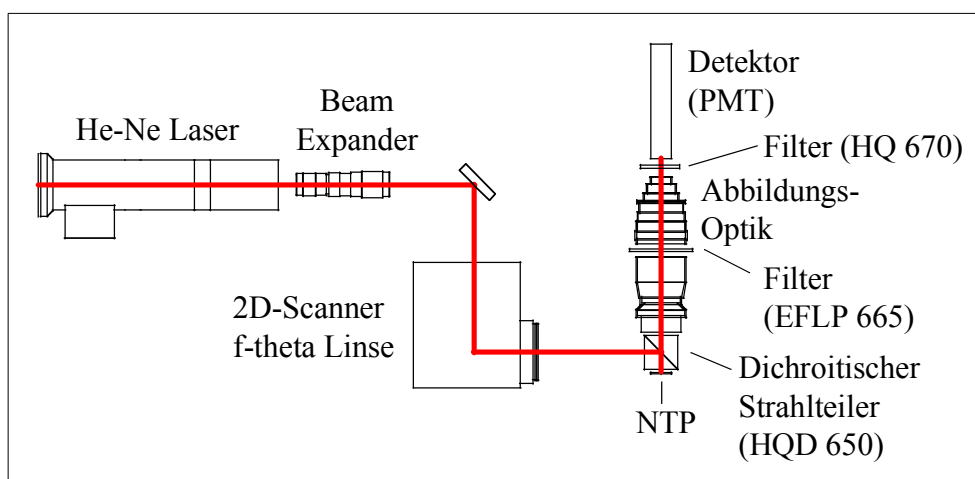 He-Ne Laser
Beam
Expander
2D-Scanner
f-theta Linse
Detektor
(PMT)
Filter (HQ 670)
Abbildungs-
Optik
Filter
(EFLP 665)
Dichroitischer
Strahlteiler
(HQD 650)
NTP